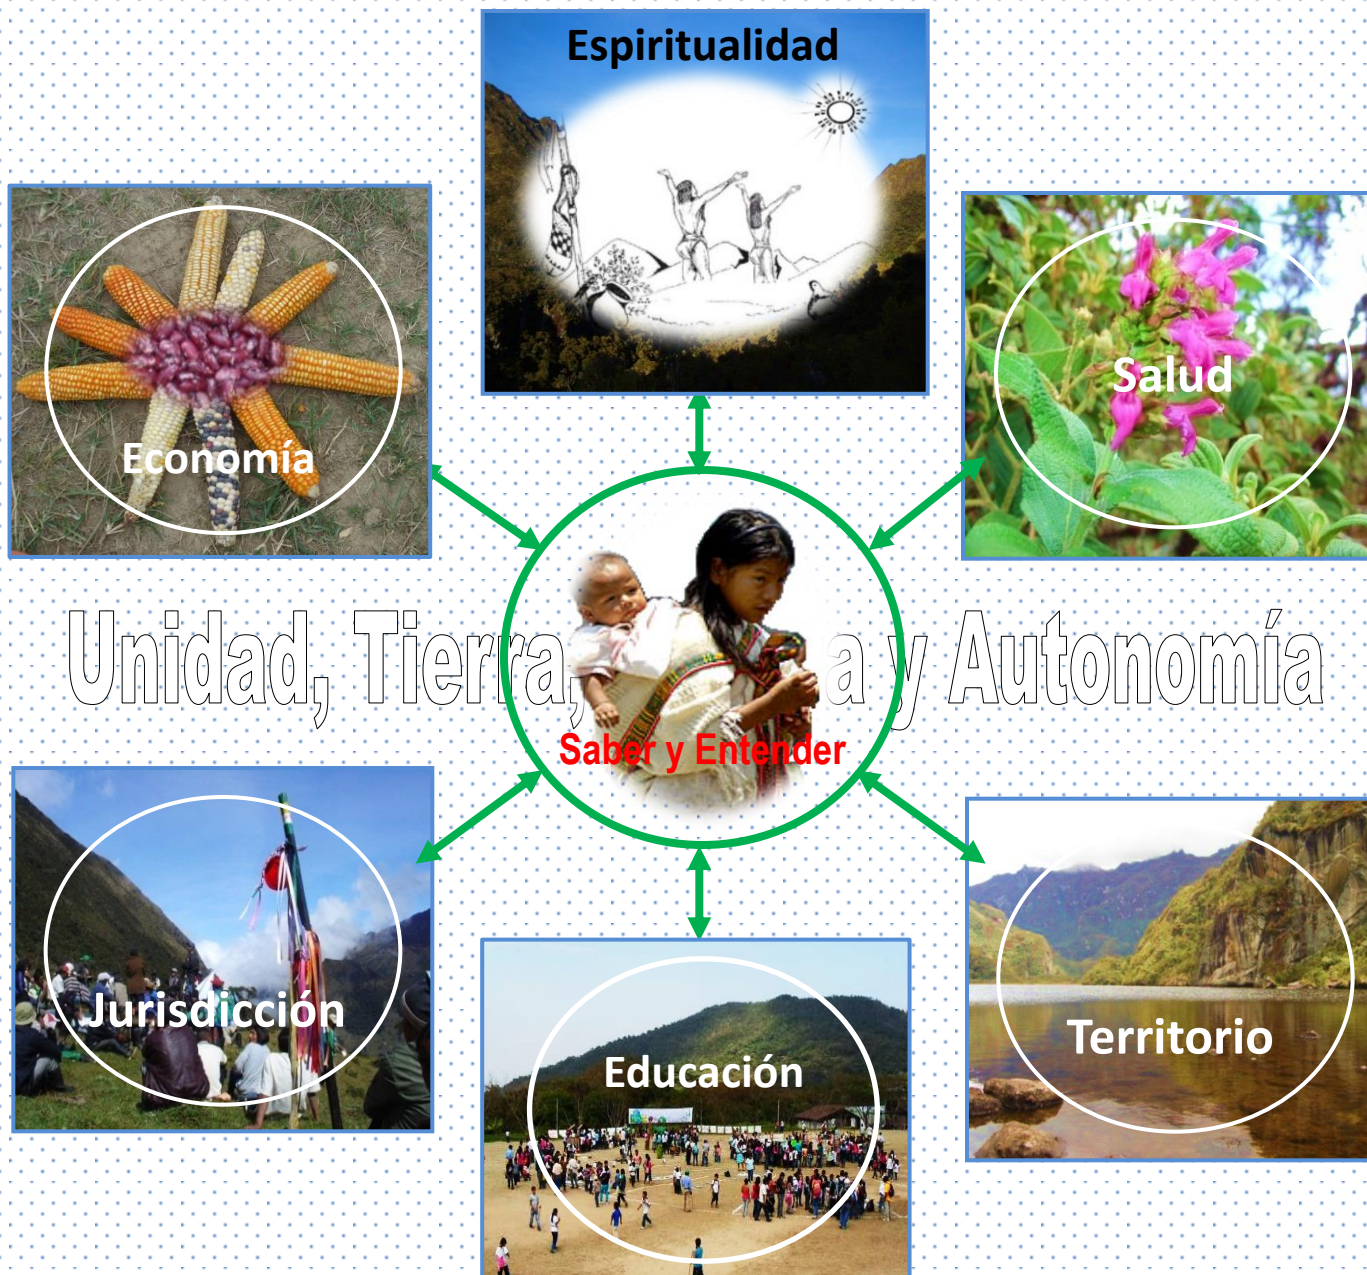 Espiritualidad
Economía
Salud
Unidad, Tierra, a y Autonomía
Saber y Entender
Jurisdicción
Educación
Territorio